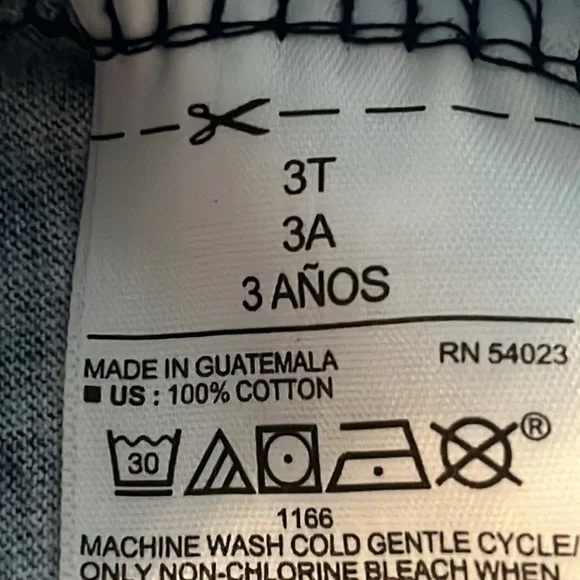 3T
3A
3 AÑOS
MADE IN GUATEMALA
RN 54023
US : 100% COTTON
30
®
1166
MACHINE WASH COLD GENTLE CYCLE/
ONLY NON-CHLORINE BLEACH WHEN